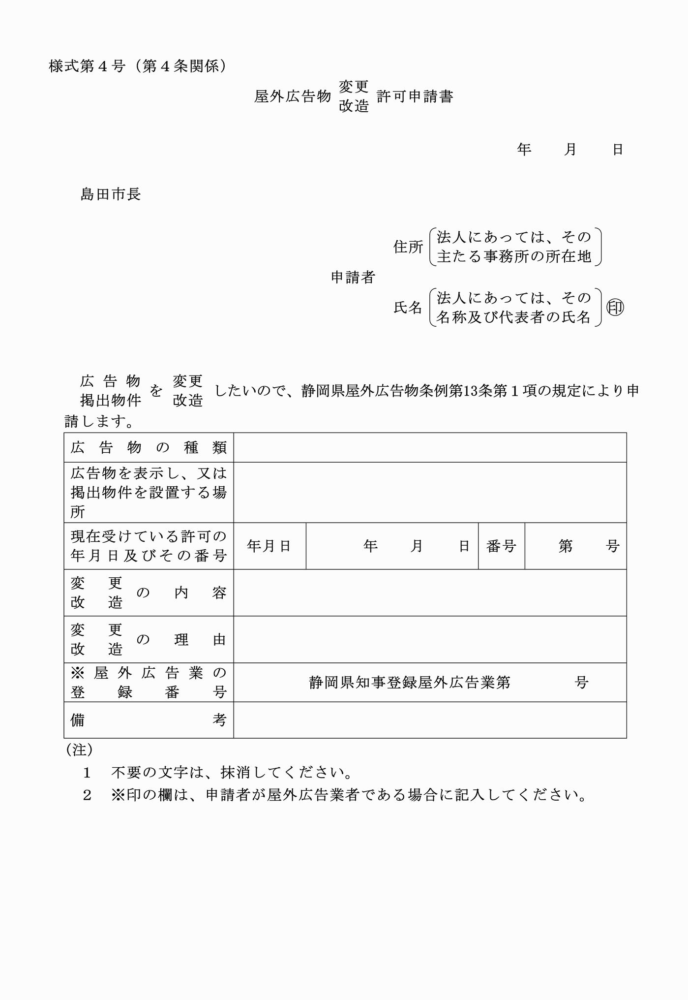 様式第４号（第４条関係）
屋外広告物 変更 許可申請書
改造
年　　月　　日
島田市長
住所 法人にあっては、その
主たる事務所の所在地
申請者
氏名 法人にあっては、その ㊞
名称及び代表者の氏名
広告物 を 変更 したいので、静岡県屋外広告物条例第13条第１項の規定により申
掲出物件 改造
請します。
広告物の種類
広告物を表示し、又は
掲出物件を設置する場
所
現在受けている許可の
年月日及びその番号
年月日 年　　月　　日 番号 第　　号
変更 の内容
改造
変更 の理由
改造
※屋外広告業の
登録番号
静岡県知事登録屋外広告業第　　　　号
備考
（注）
１　不要の文字は、抹消してください。
２　※印の欄は、申請者が屋外広告業者である場合に記入してください。